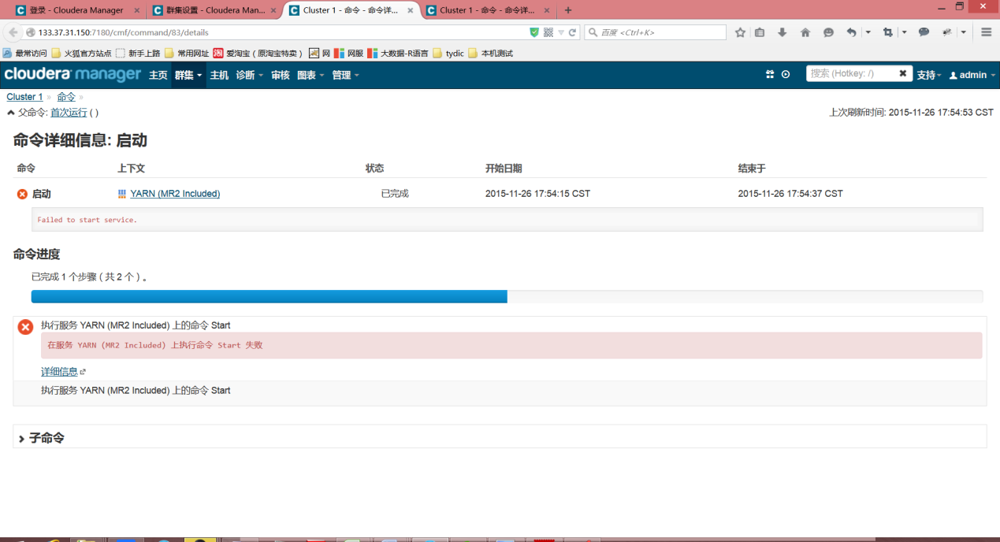 登录 - Cloudera Manager × 群集设置 - Cloudera Man... × Cluster 1 - 命令 - 命令详... × Cluster 1 - 命令 - 命令详... × +
133.37.31.150:7180/cmf/command/83/details 百度 <Ctrl+K>
最常访问 火狐官方站点 新手上路 常用网址 淘 爱淘宝 ( 原淘宝特卖 ) 网 网服 大数据-R语言 tydic 本机测试
cloudera manager 主页 群集 主机 诊断 审核 图表 管理 搜索 (Hotkey: /) 支持 admin
Cluster 1 » 命令 »
父命令: 首次运行 ( ) 上次刷新时间: 2015-11-26 17:54:53 CST
命令详细信息: 启动
命令 上下文 状态 开始日期 结束于
启动 YARN (MR2 Included) 已完成 2015-11-26 17:54:15 CST 2015-11-26 17:54:37 CST
Failed to start service.
命令进度
已完成 1 个步骤 ( 共 2 个 ) 。
执行服务 YARN (MR2 Included) 上的命令 Start
在服务 YARN (MR2 Included) 上执行命令 Start 失败
详细信息
执行服务 YARN (MR2 Included) 上的命令 Start
子命令